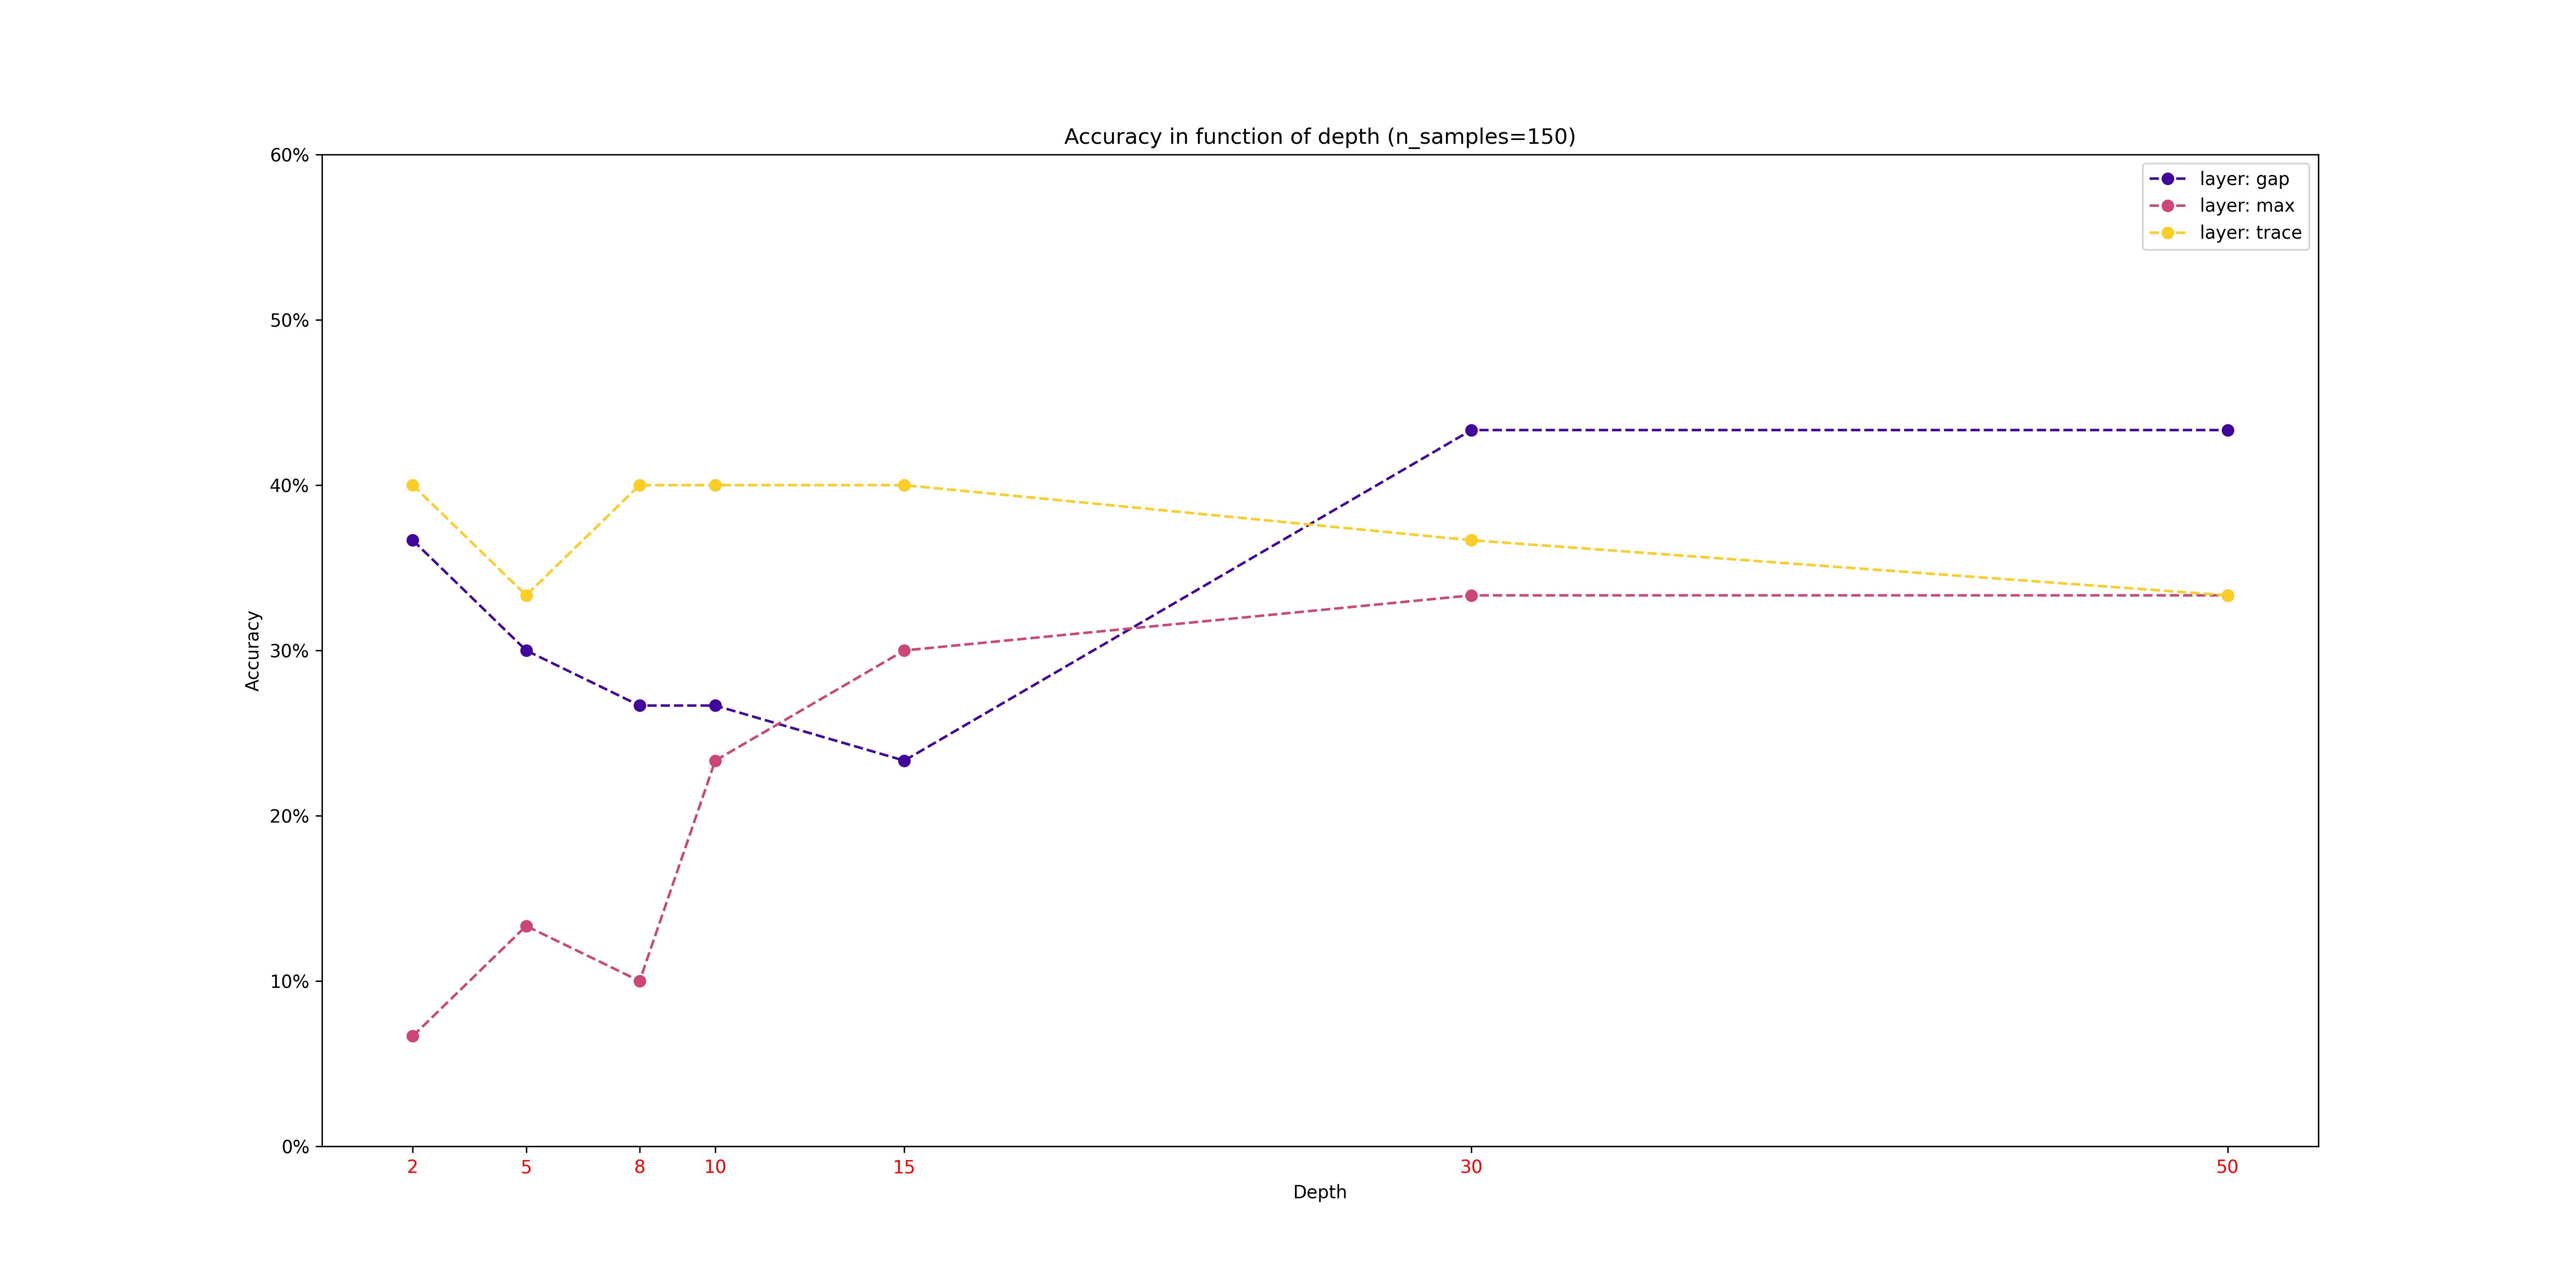 Accuracy in function of depth (n_samples=150)
60%
50%
40%
30%
20%
10%
0%
Accuracy
layer: gap
layer: max
layer: trace
2 5 8 10 15 30 50
Depth